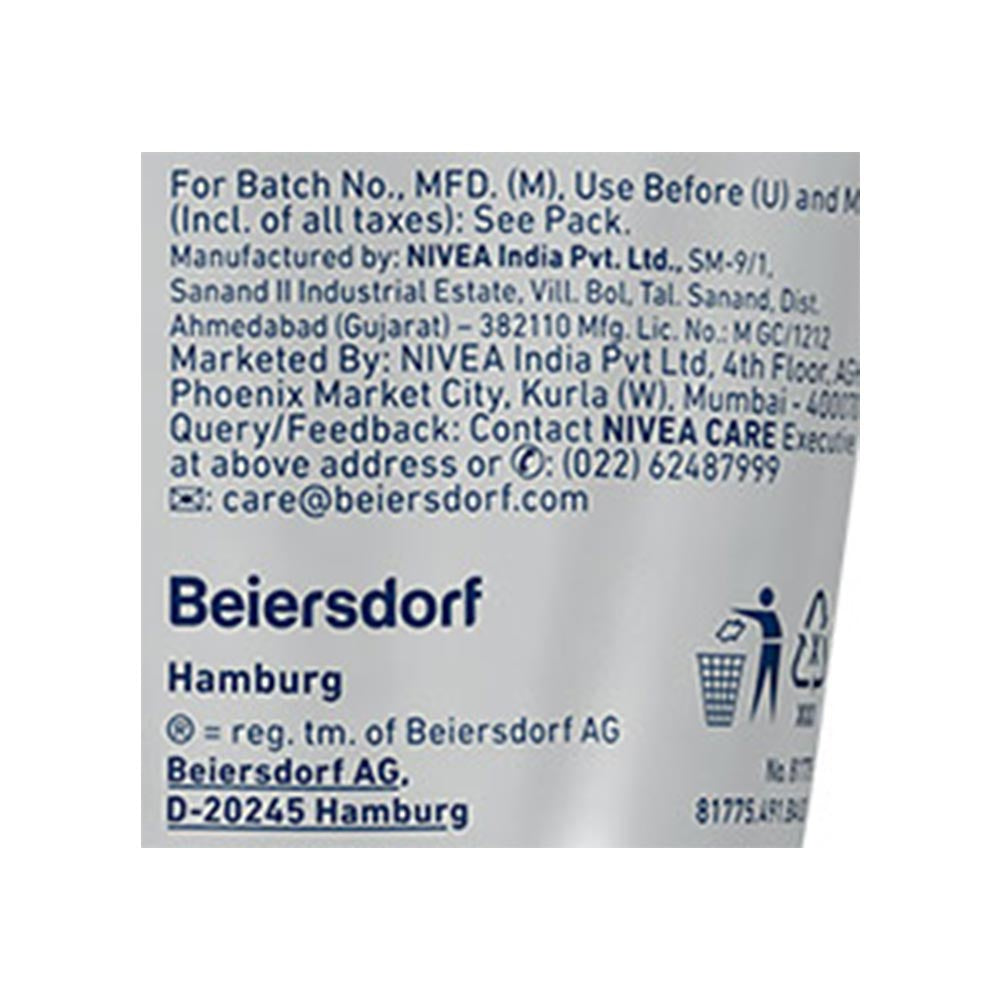 For Batch No., MFD. (M), Use Before (U) and M
(Incl. of all taxes): See Pack.
Manufactured by: NIVEA India Pvt. Ltd., SM-9/1,
Sanand II Industrial Estate, Vill. Bol, Tal. Sanand, Dist.
Ahmedabad (Gujarat) – 382110 Mfg. Lic. No.: M GC/1212
Marketed By: NIVEA India Pvt Ltd, 4th Floor,
Phoenix Market City, Kurla (W), Mumbai -
Query/Feedback: Contact NIVEA CARE Executive
at above address or ✆: (022) 62487999
✉: care@beiersdorf.com
Beiersdorf
Hamburg
® = reg. tm. of Beiersdorf AG
Beiersdorf AG,
D-20245 Hamburg
No.